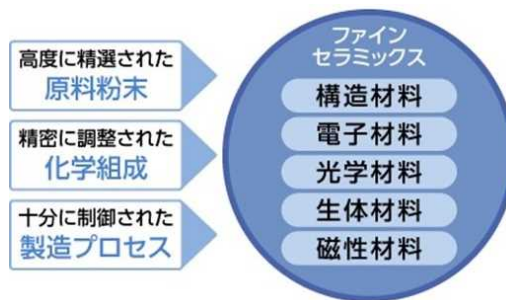 高度に精選された
原料粉末
精密に調整された
化学組成
十分に制御された
製造プロセス
ファイン
セラミックス
構造材料
電子材料
光学材料
生体材料
磁性材料